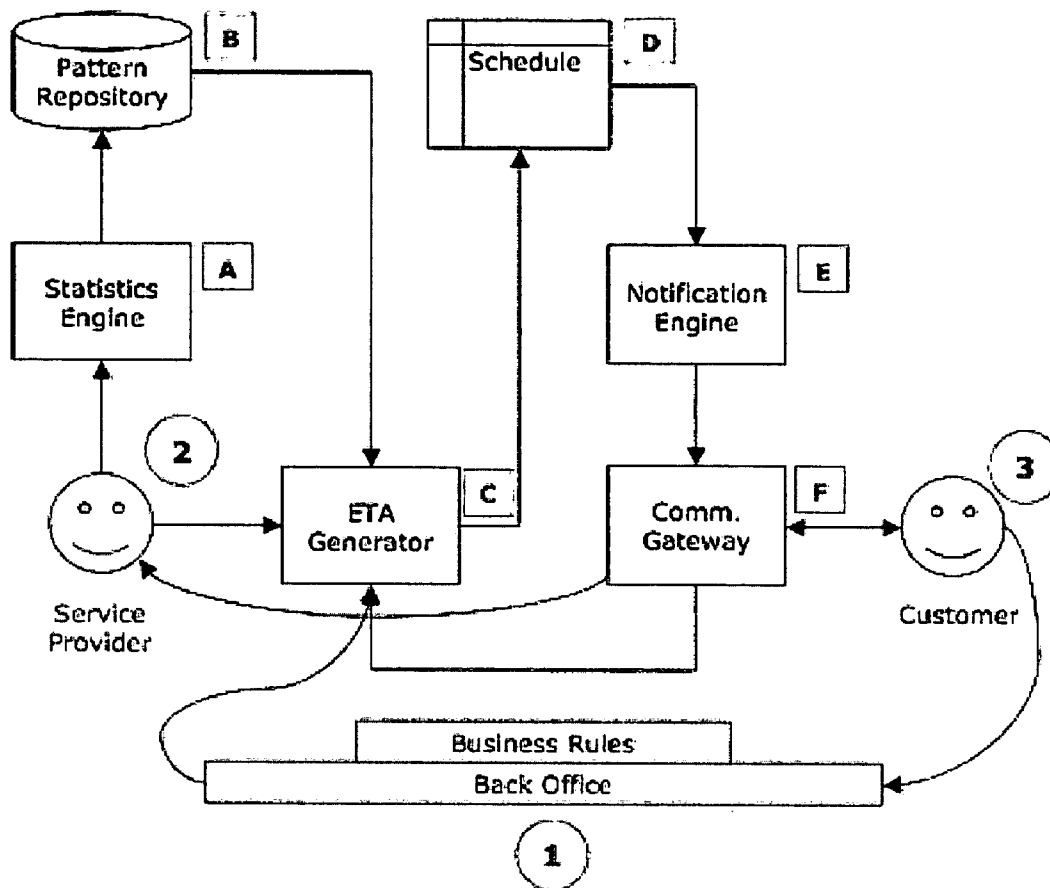 B
Pattern
Repository
D
Schedule
A
Statistics
Engine
E
Notification
Engine
2
3
C
ETA
Generator
F
Comm.
Gateway
Service
Provider
Customer
Business Rules
Back Office
1